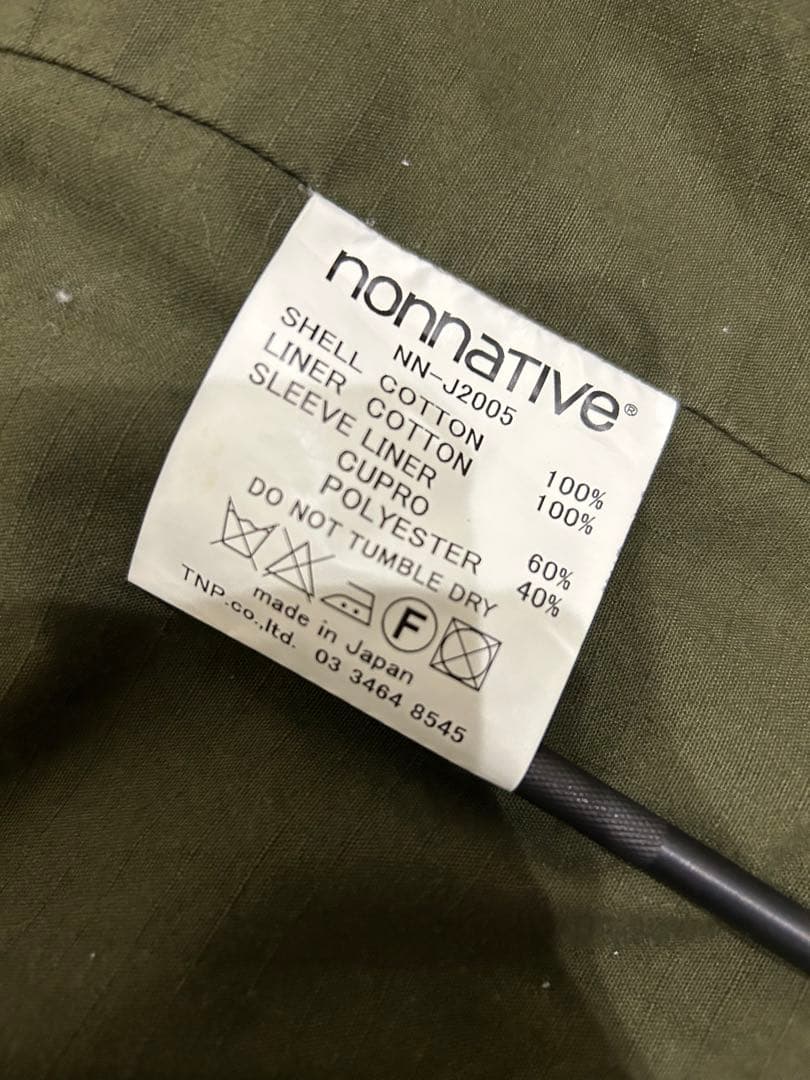 nonnative®
NN-J2005
SHELL COTTON 100%
LINER COTTON 100%
SLEEVE LINER
CUPRO 60%
POLYESTER 40%
DO NOT TUMBLE DRY
F
made in Japan
TNP.co.,ltd. 03 3464 8545